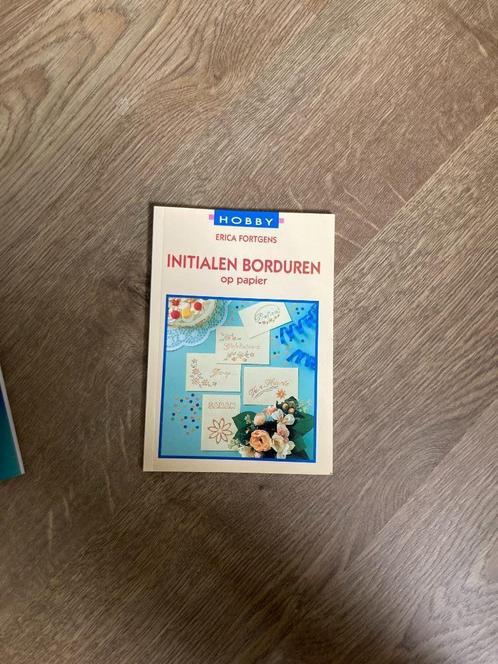 HOBBY
ERICA FORTGENS
INITIALEN BORDUREN
op papier